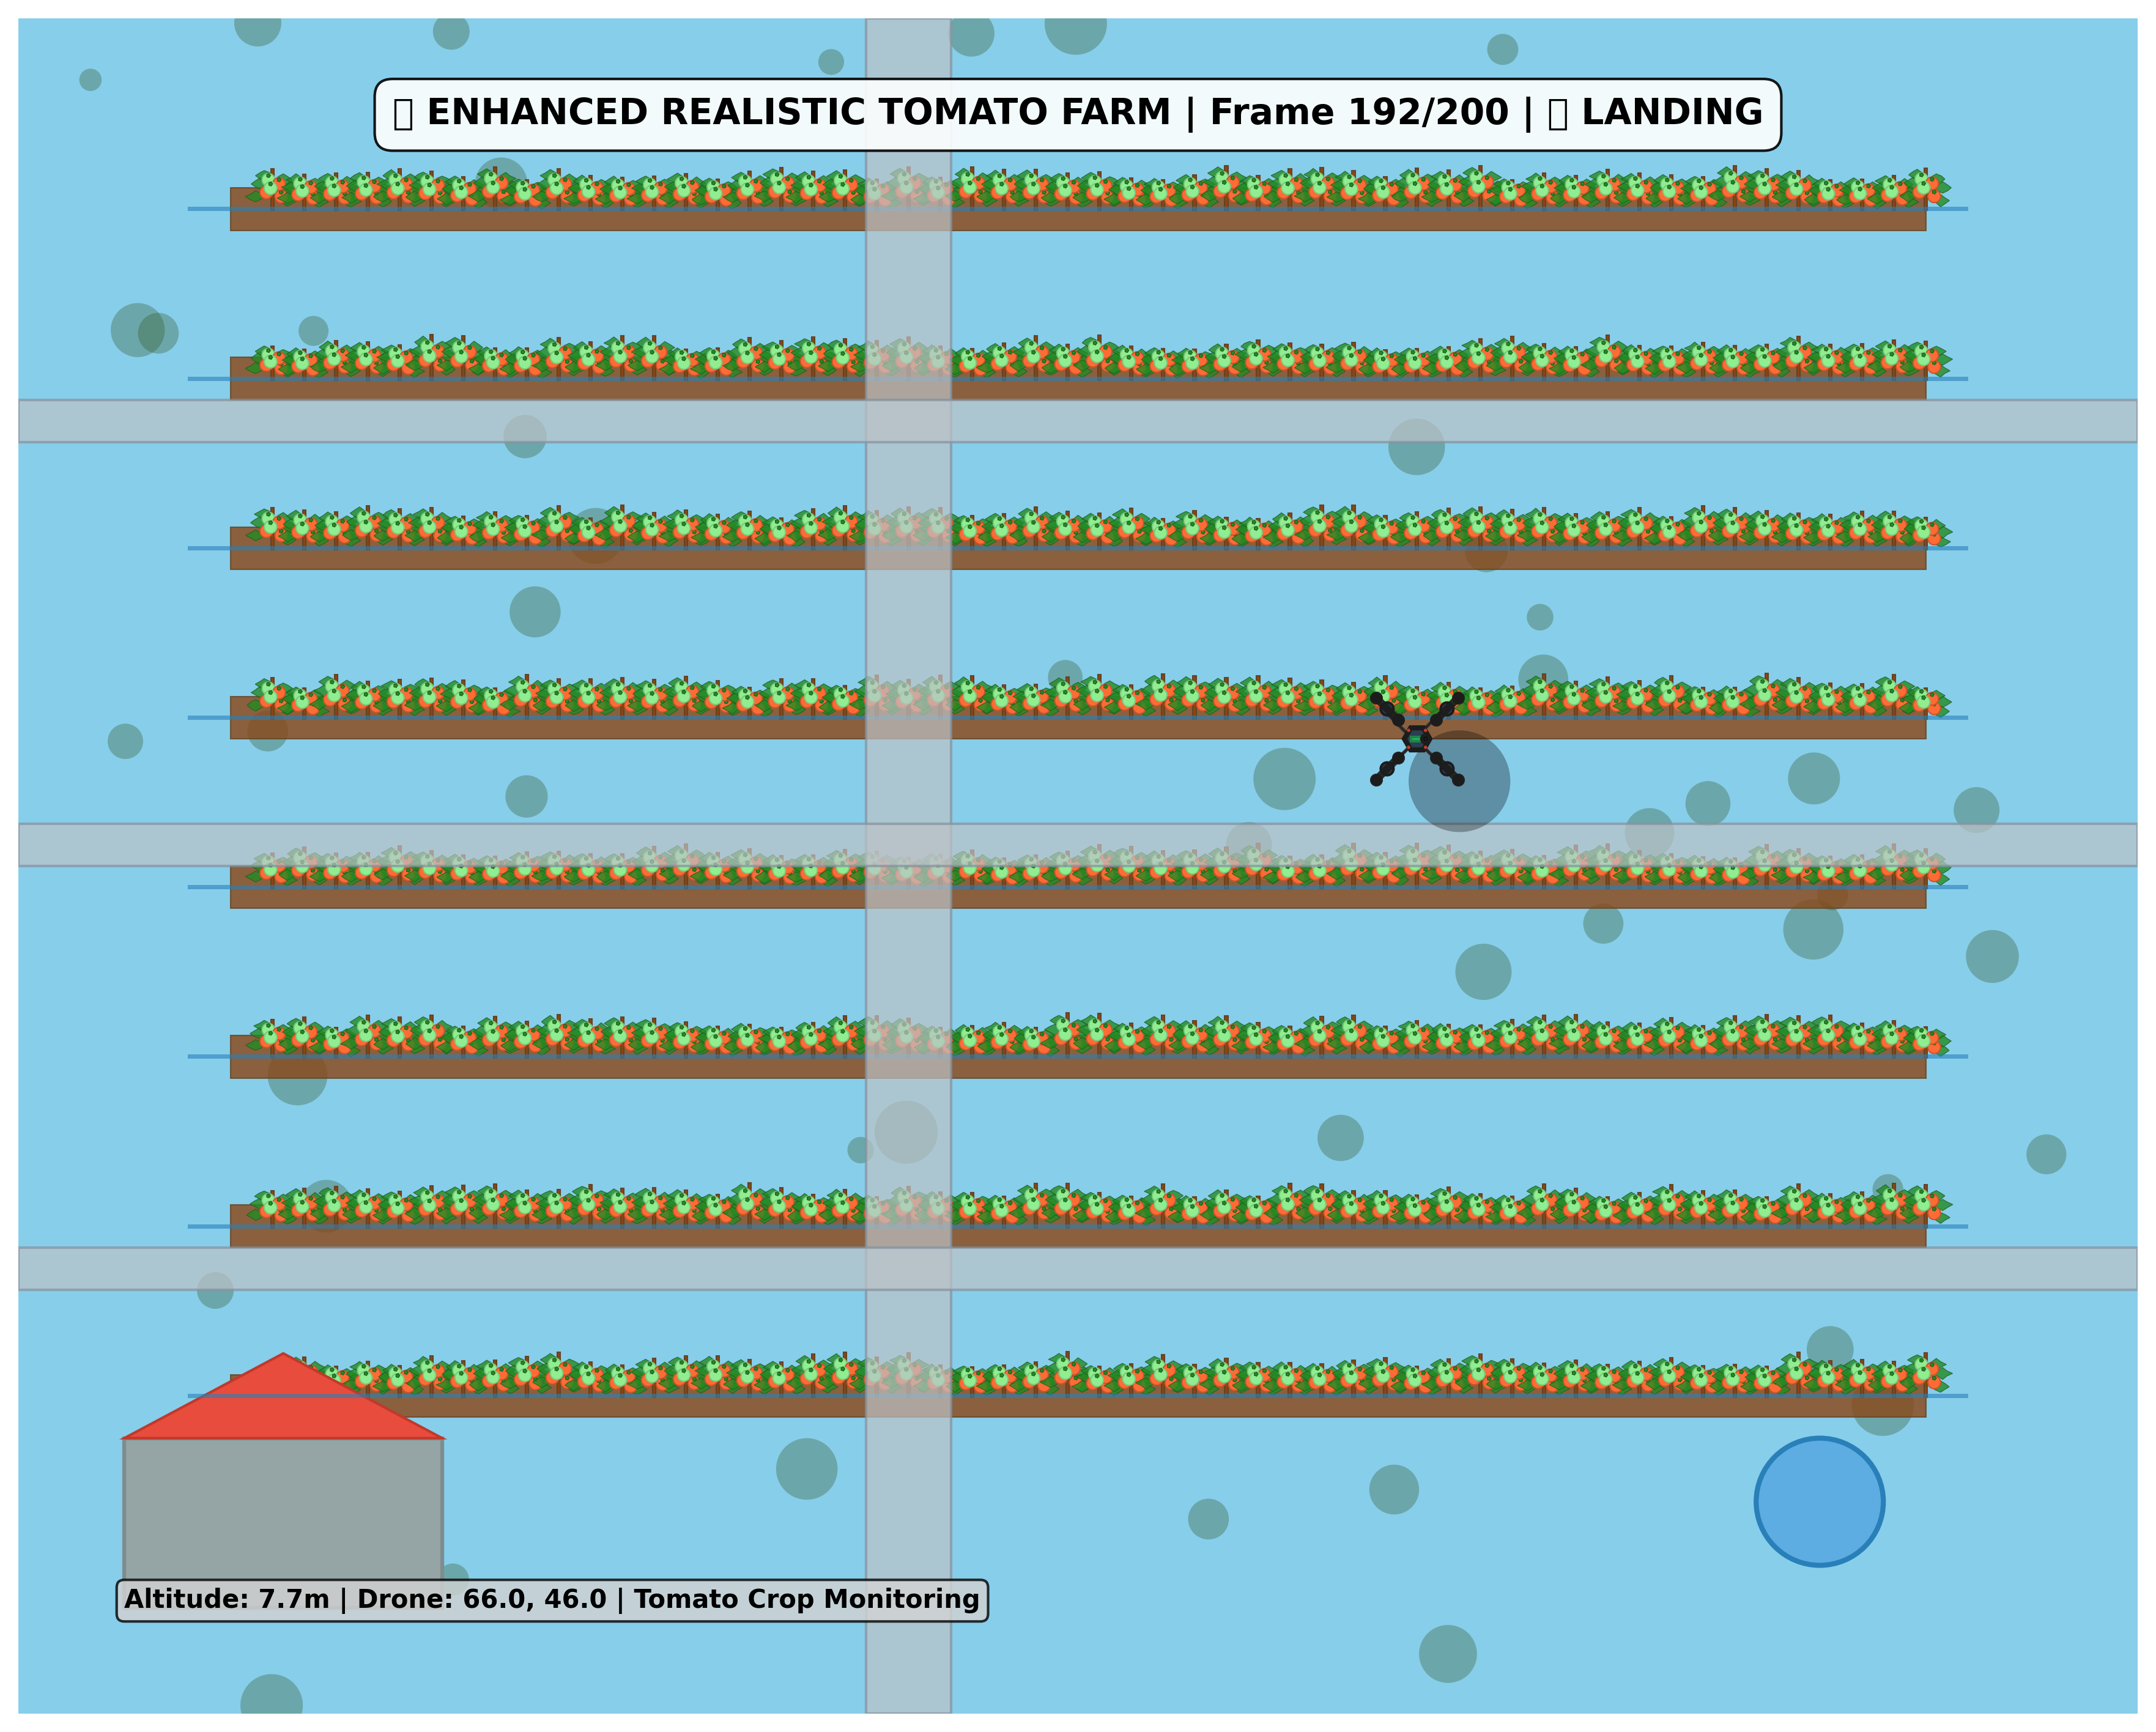 ▯ ENHANCED REALISTIC TOMATO FARM | Frame 192/200 | ▯ LANDING
Altitude: 7.7m | Drone: 66.0, 46.0 | Tomato Crop Monitoring